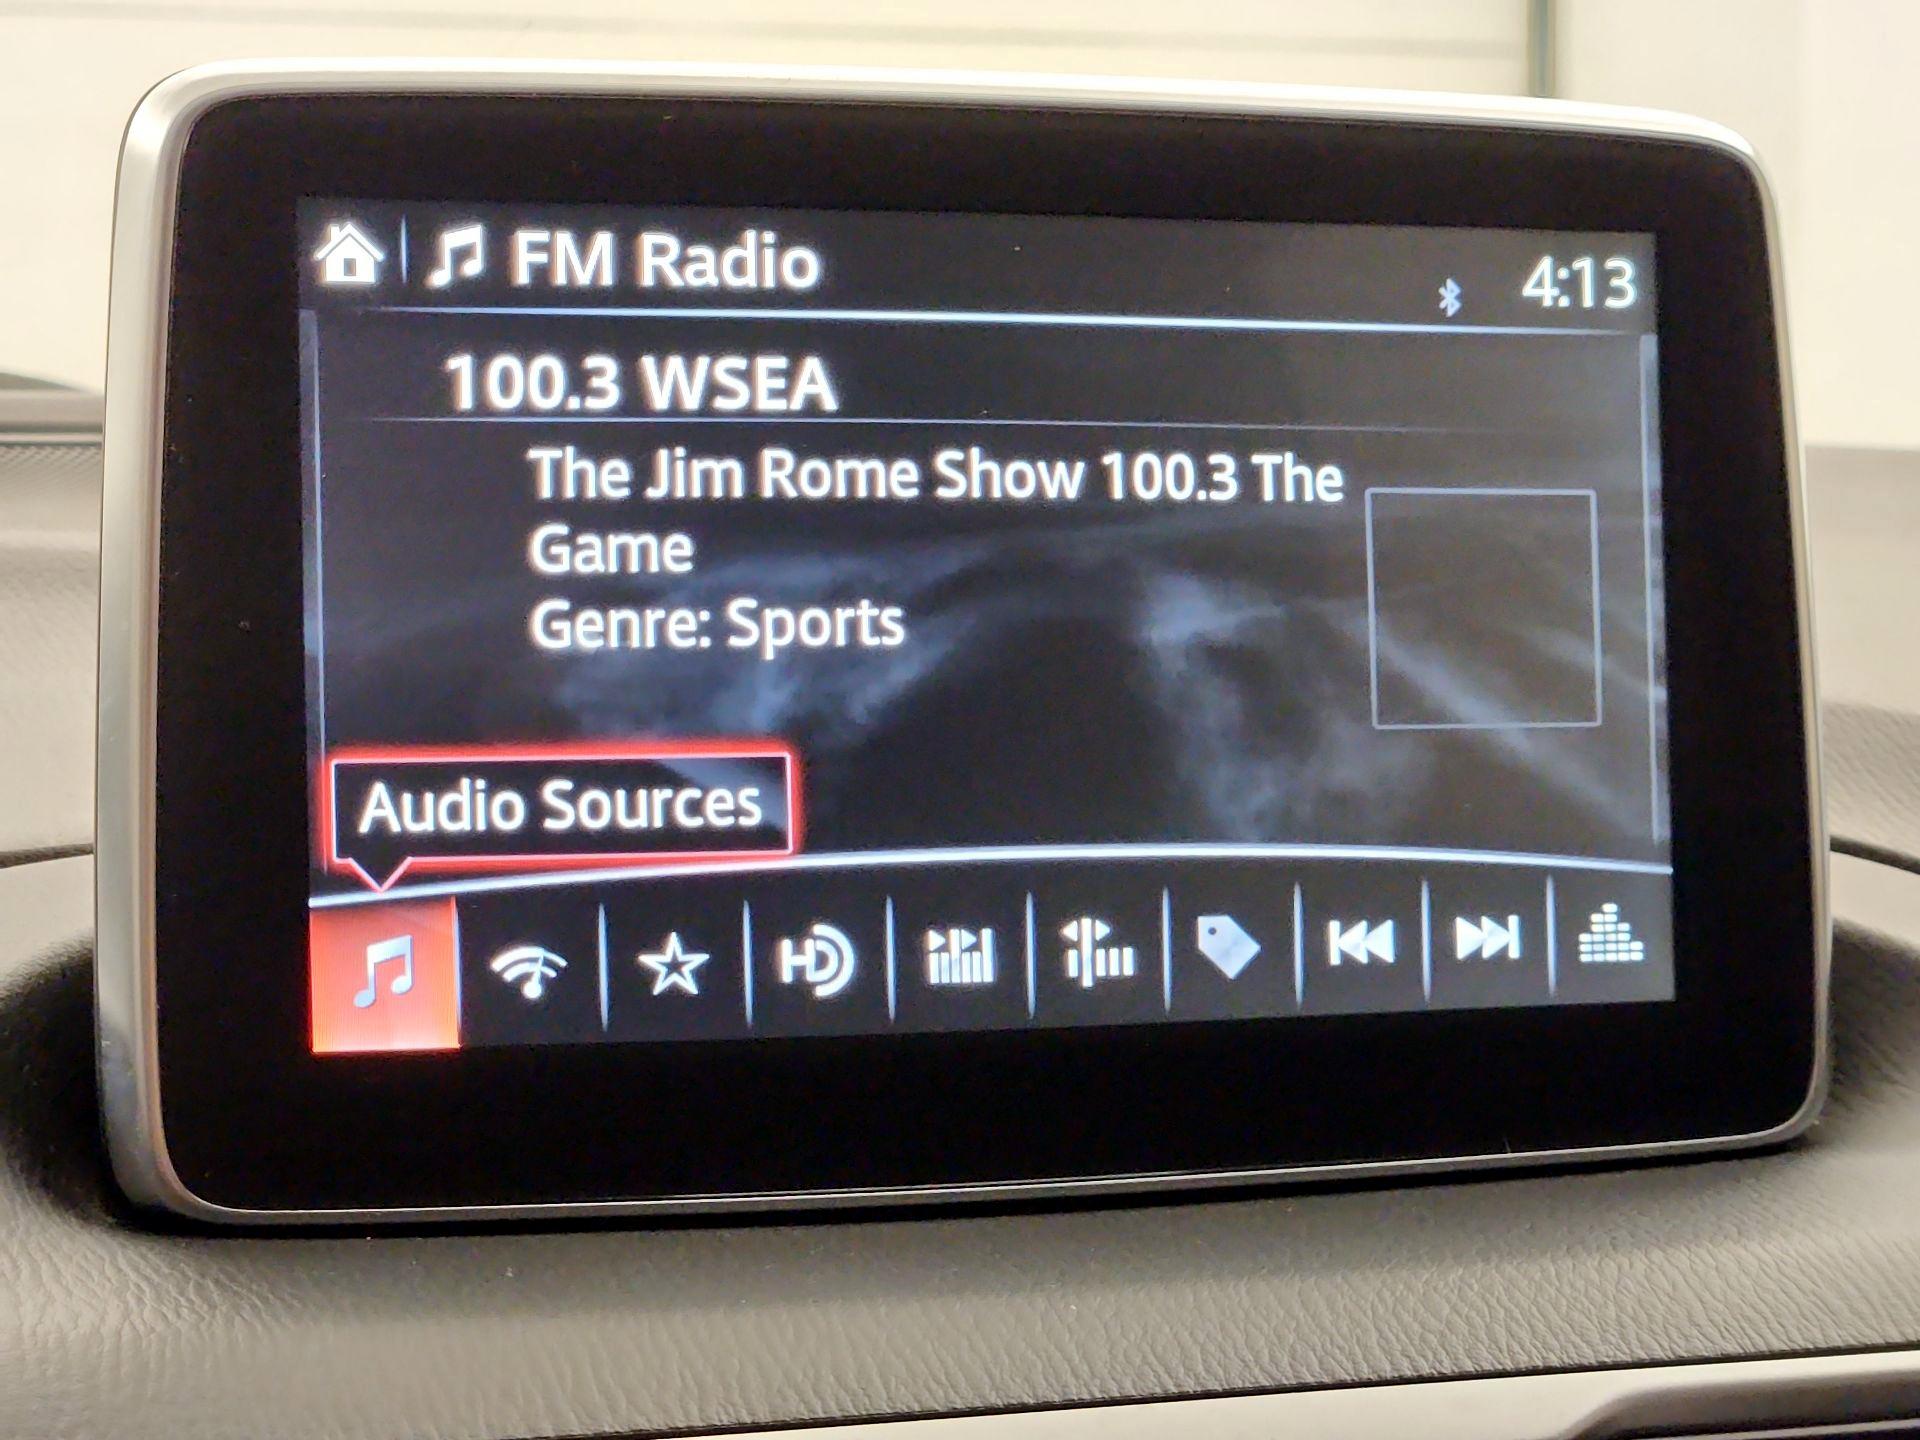 FM Radio
4:13
100.3 WSEA
The Jim Rome Show 100.3 The
Game
Genre: Sports
Audio Sources
HD